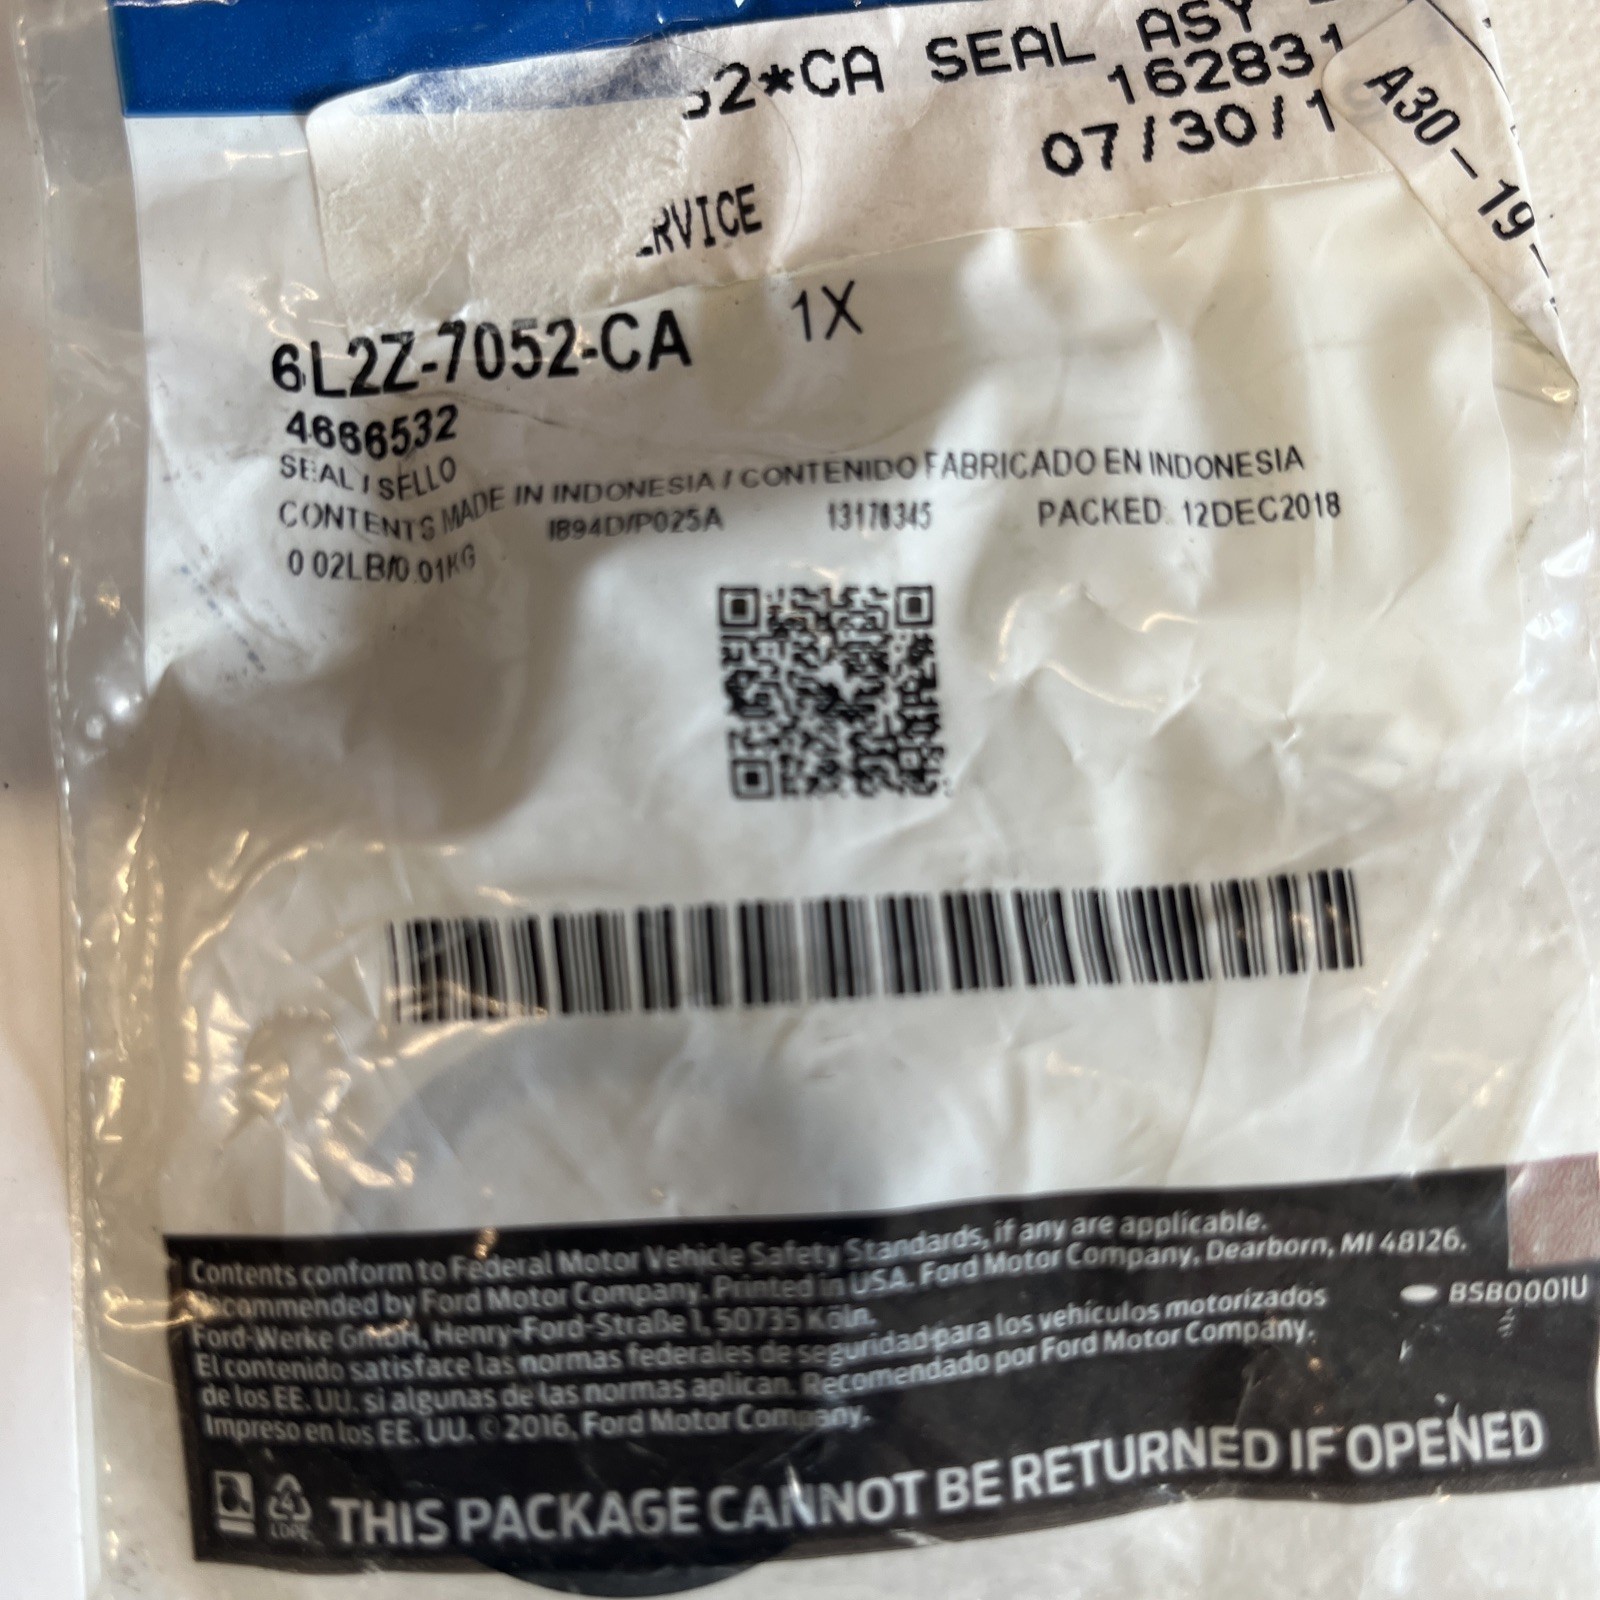 52*CA SEAL ASY
162831
07/30/1
A30-19-
RVICE
6L2Z-7052-CA 1X
4666532
SEAL / SELLO
CONTENTS MADE IN INDONESIA / CONTENIDO FABRICADO EN INDONESIA
IB94D/P025A 13178345 PACKED: 12DEC2018
0.02LB/0.01KG
Contents conform to Federal Motor Vehicle Safety Standards, if any are applicable.
Recommended by Ford Motor Company. Printed in USA. Ford Motor Company, Dearborn, MI 48126.
Ford-Werke GmbH, Henry-Ford-Straße 1, 50735 Köln.
El contenido satisface las normas federales de seguridad para los vehículos motorizados
de los EE. UU. si algunas de las normas aplican. Recomendado por Ford Motor Company.
Impreso en los EE. UU. © 2016, Ford Motor Company.
BSB0001U
4
LDPE
THIS PACKAGE CANNOT BE RETURNED IF OPENED